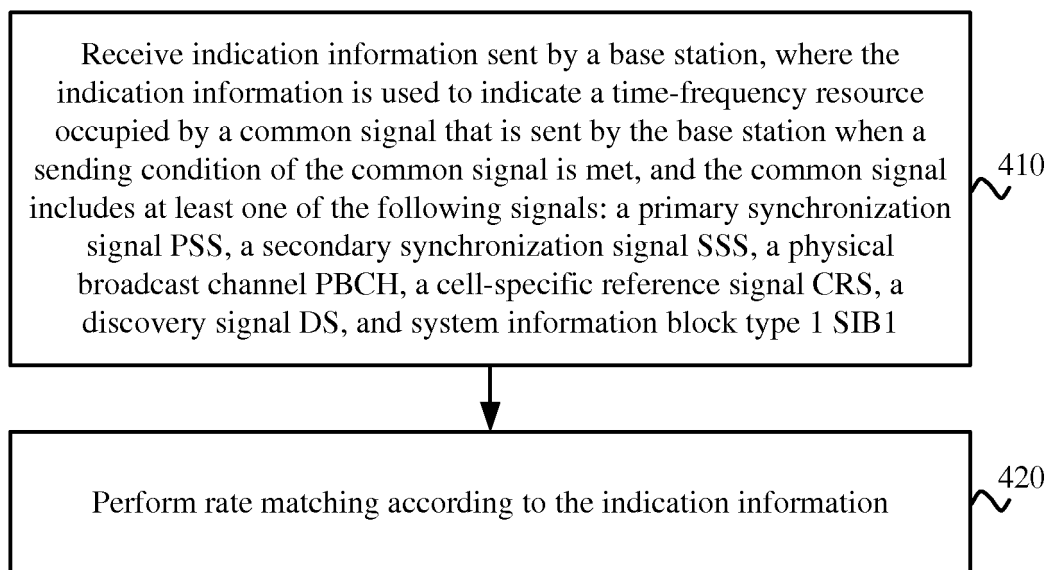 Receive indication information sent by a base station, where the
indication information is used to indicate a time-frequency resource
occupied by a common signal that is sent by the base station when a
sending condition of the common signal is met, and the common signal
includes at least one of the following signals: a primary synchronization
signal PSS, a secondary synchronization signal SSS, a physical
broadcast channel PBCH, a cell-specific reference signal CRS, a
discovery signal DS, and system information block type 1 SIB1
410
Perform rate matching according to the indication information
420